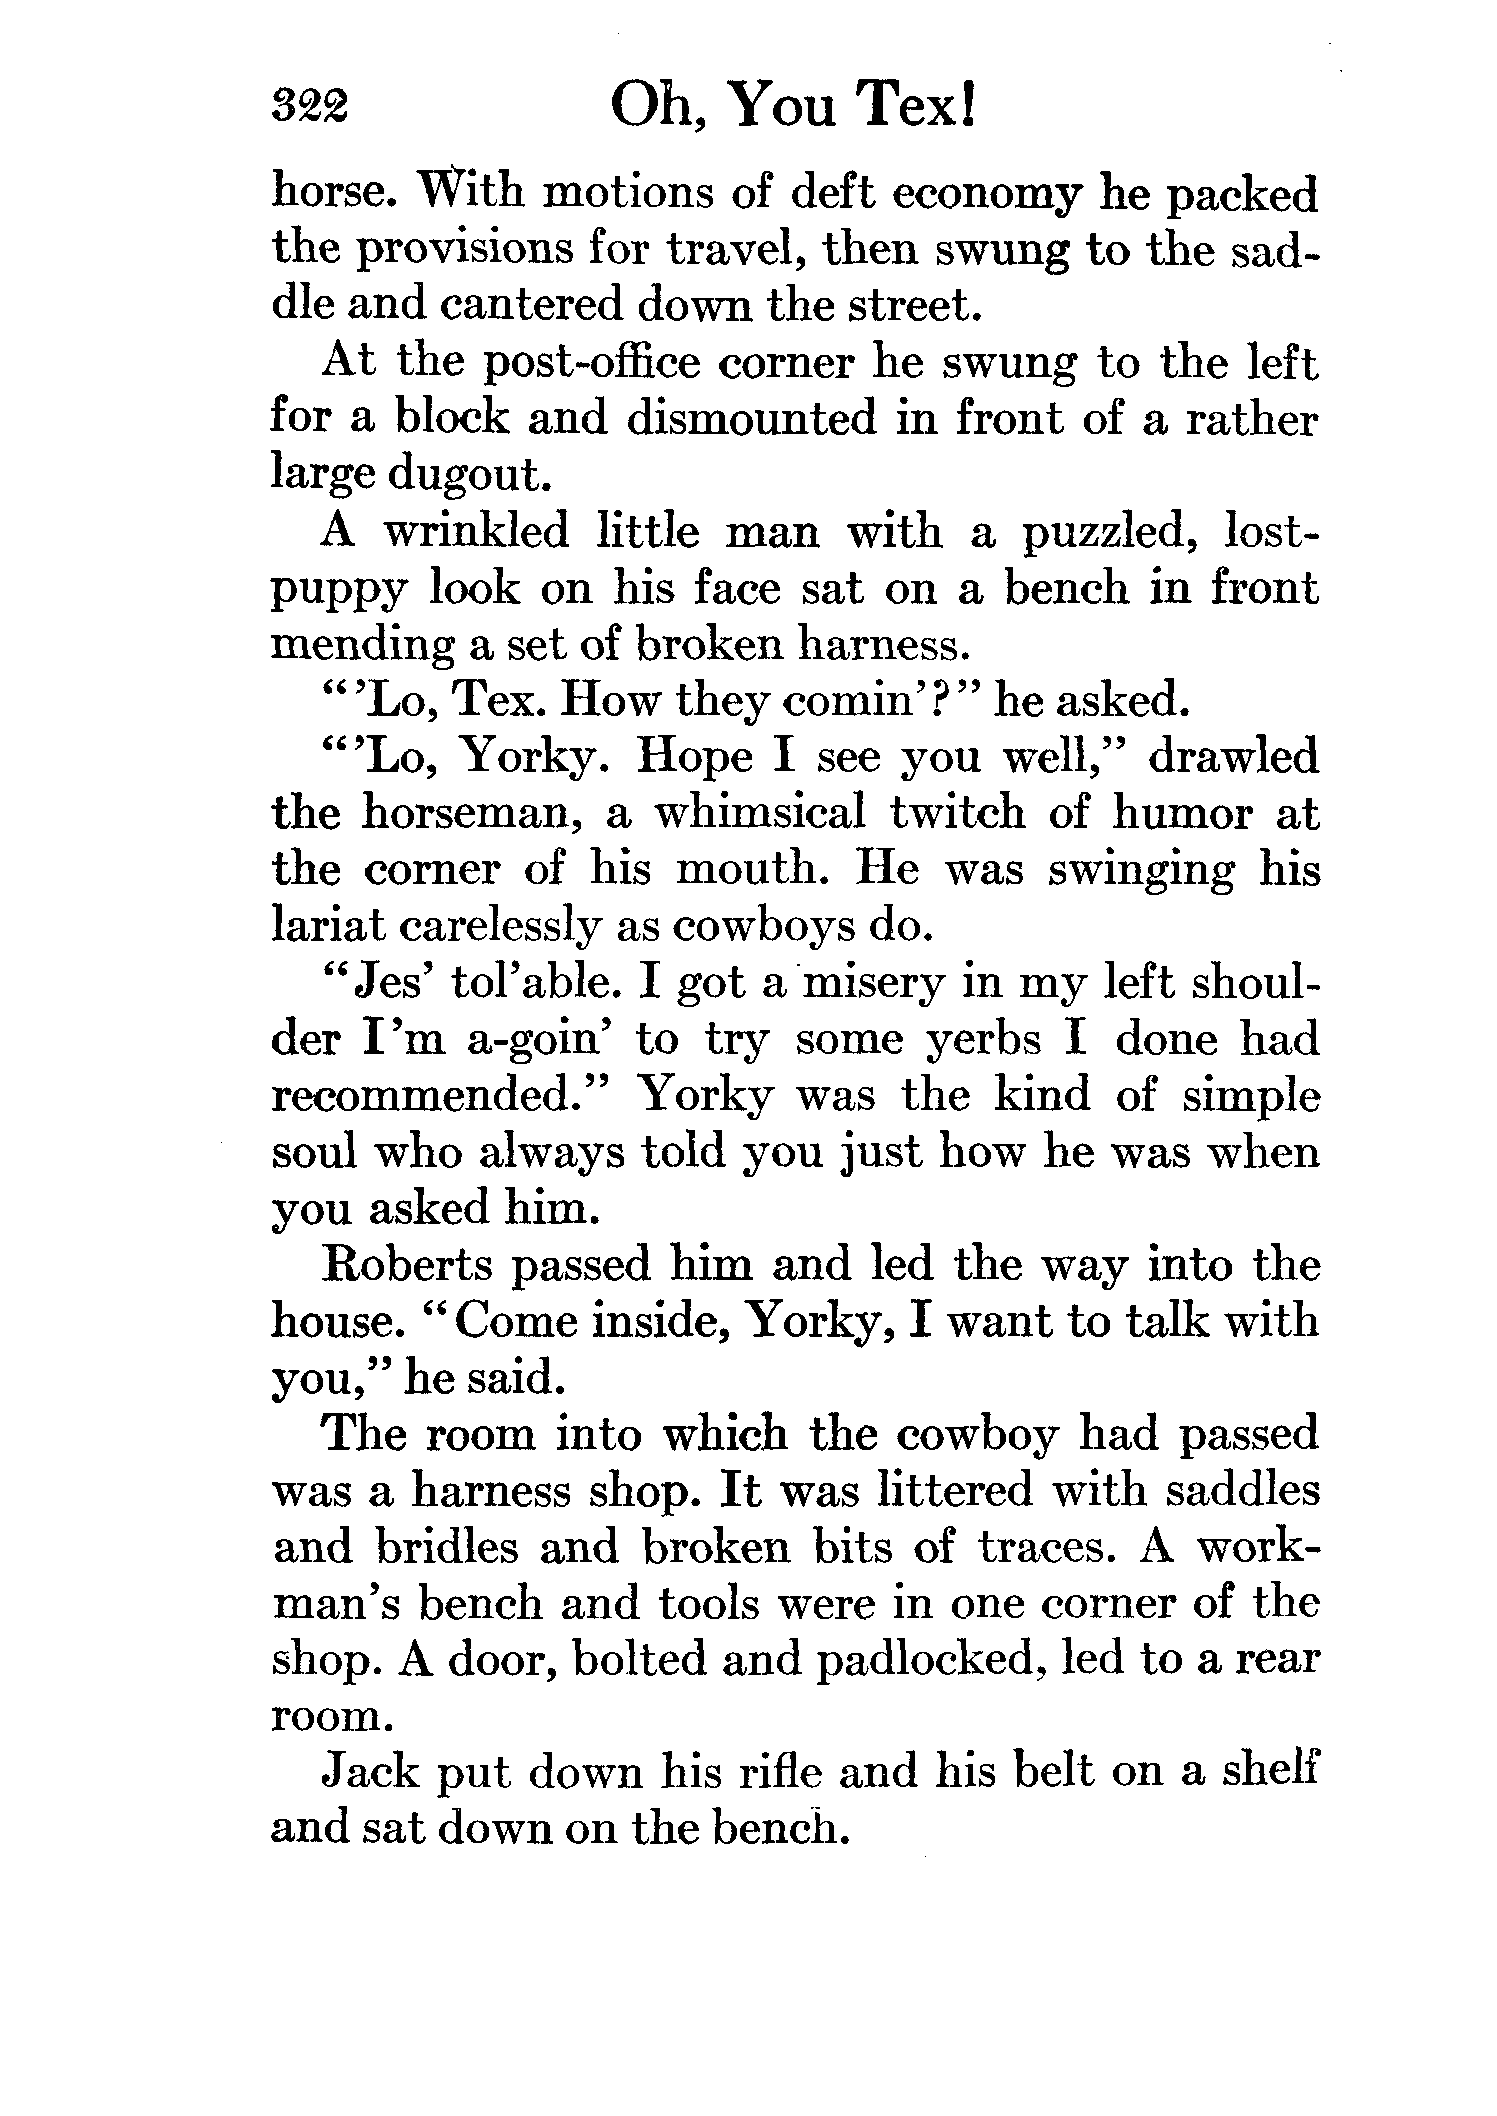 322 Oh, You Tex!
horse. With motions of deft economy he packed
the provisions for travel, then swung to the sad-
dle and cantered down the street.
At the post-office corner he swung to the left
for a block and dismounted in front of a rather
large dugout.
A wrinkled little man with a puzzled, lost-
puppy look on his face sat on a bench in front
mending a set of broken harness.
“’Lo, Tex. How they comin’?” he asked.
“’Lo, Yorky. Hope I see you well,” drawled
the horseman, a whimsical twitch of humor at
the corner of his mouth. He was swinging his
lariat carelessly as cowboys do.
“Jes’ tol’able. I got a misery in my left shoul-
der I’m a-goin’ to try some yerbs I done had
recommended.” Yorky was the kind of simple
soul who always told you just how he was when
you asked him.
Roberts passed him and led the way into the
house. “Come inside, Yorky, I want to talk with
you,” he said.
The room into which the cowboy had passed
was a harness shop. It was littered with saddles
and bridles and broken bits of traces. A work-
man’s bench and tools were in one corner of the
shop. A door, bolted and padlocked, led to a rear
room.
Jack put down his rifle and his belt on a shelf
and sat down on the bench.